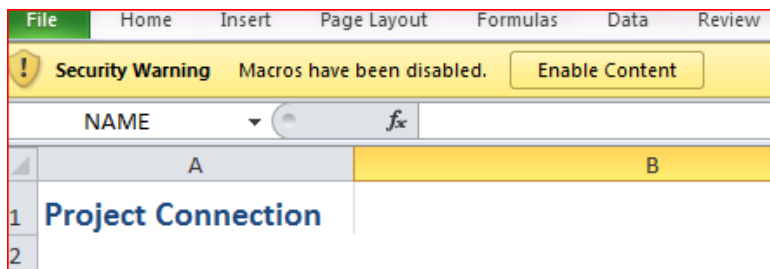 File Home Insert Page Layout Formulas Data Review
! Security Warning Macros have been disabled. Enable Content
NAME fx
A B
1 Project Connection
2